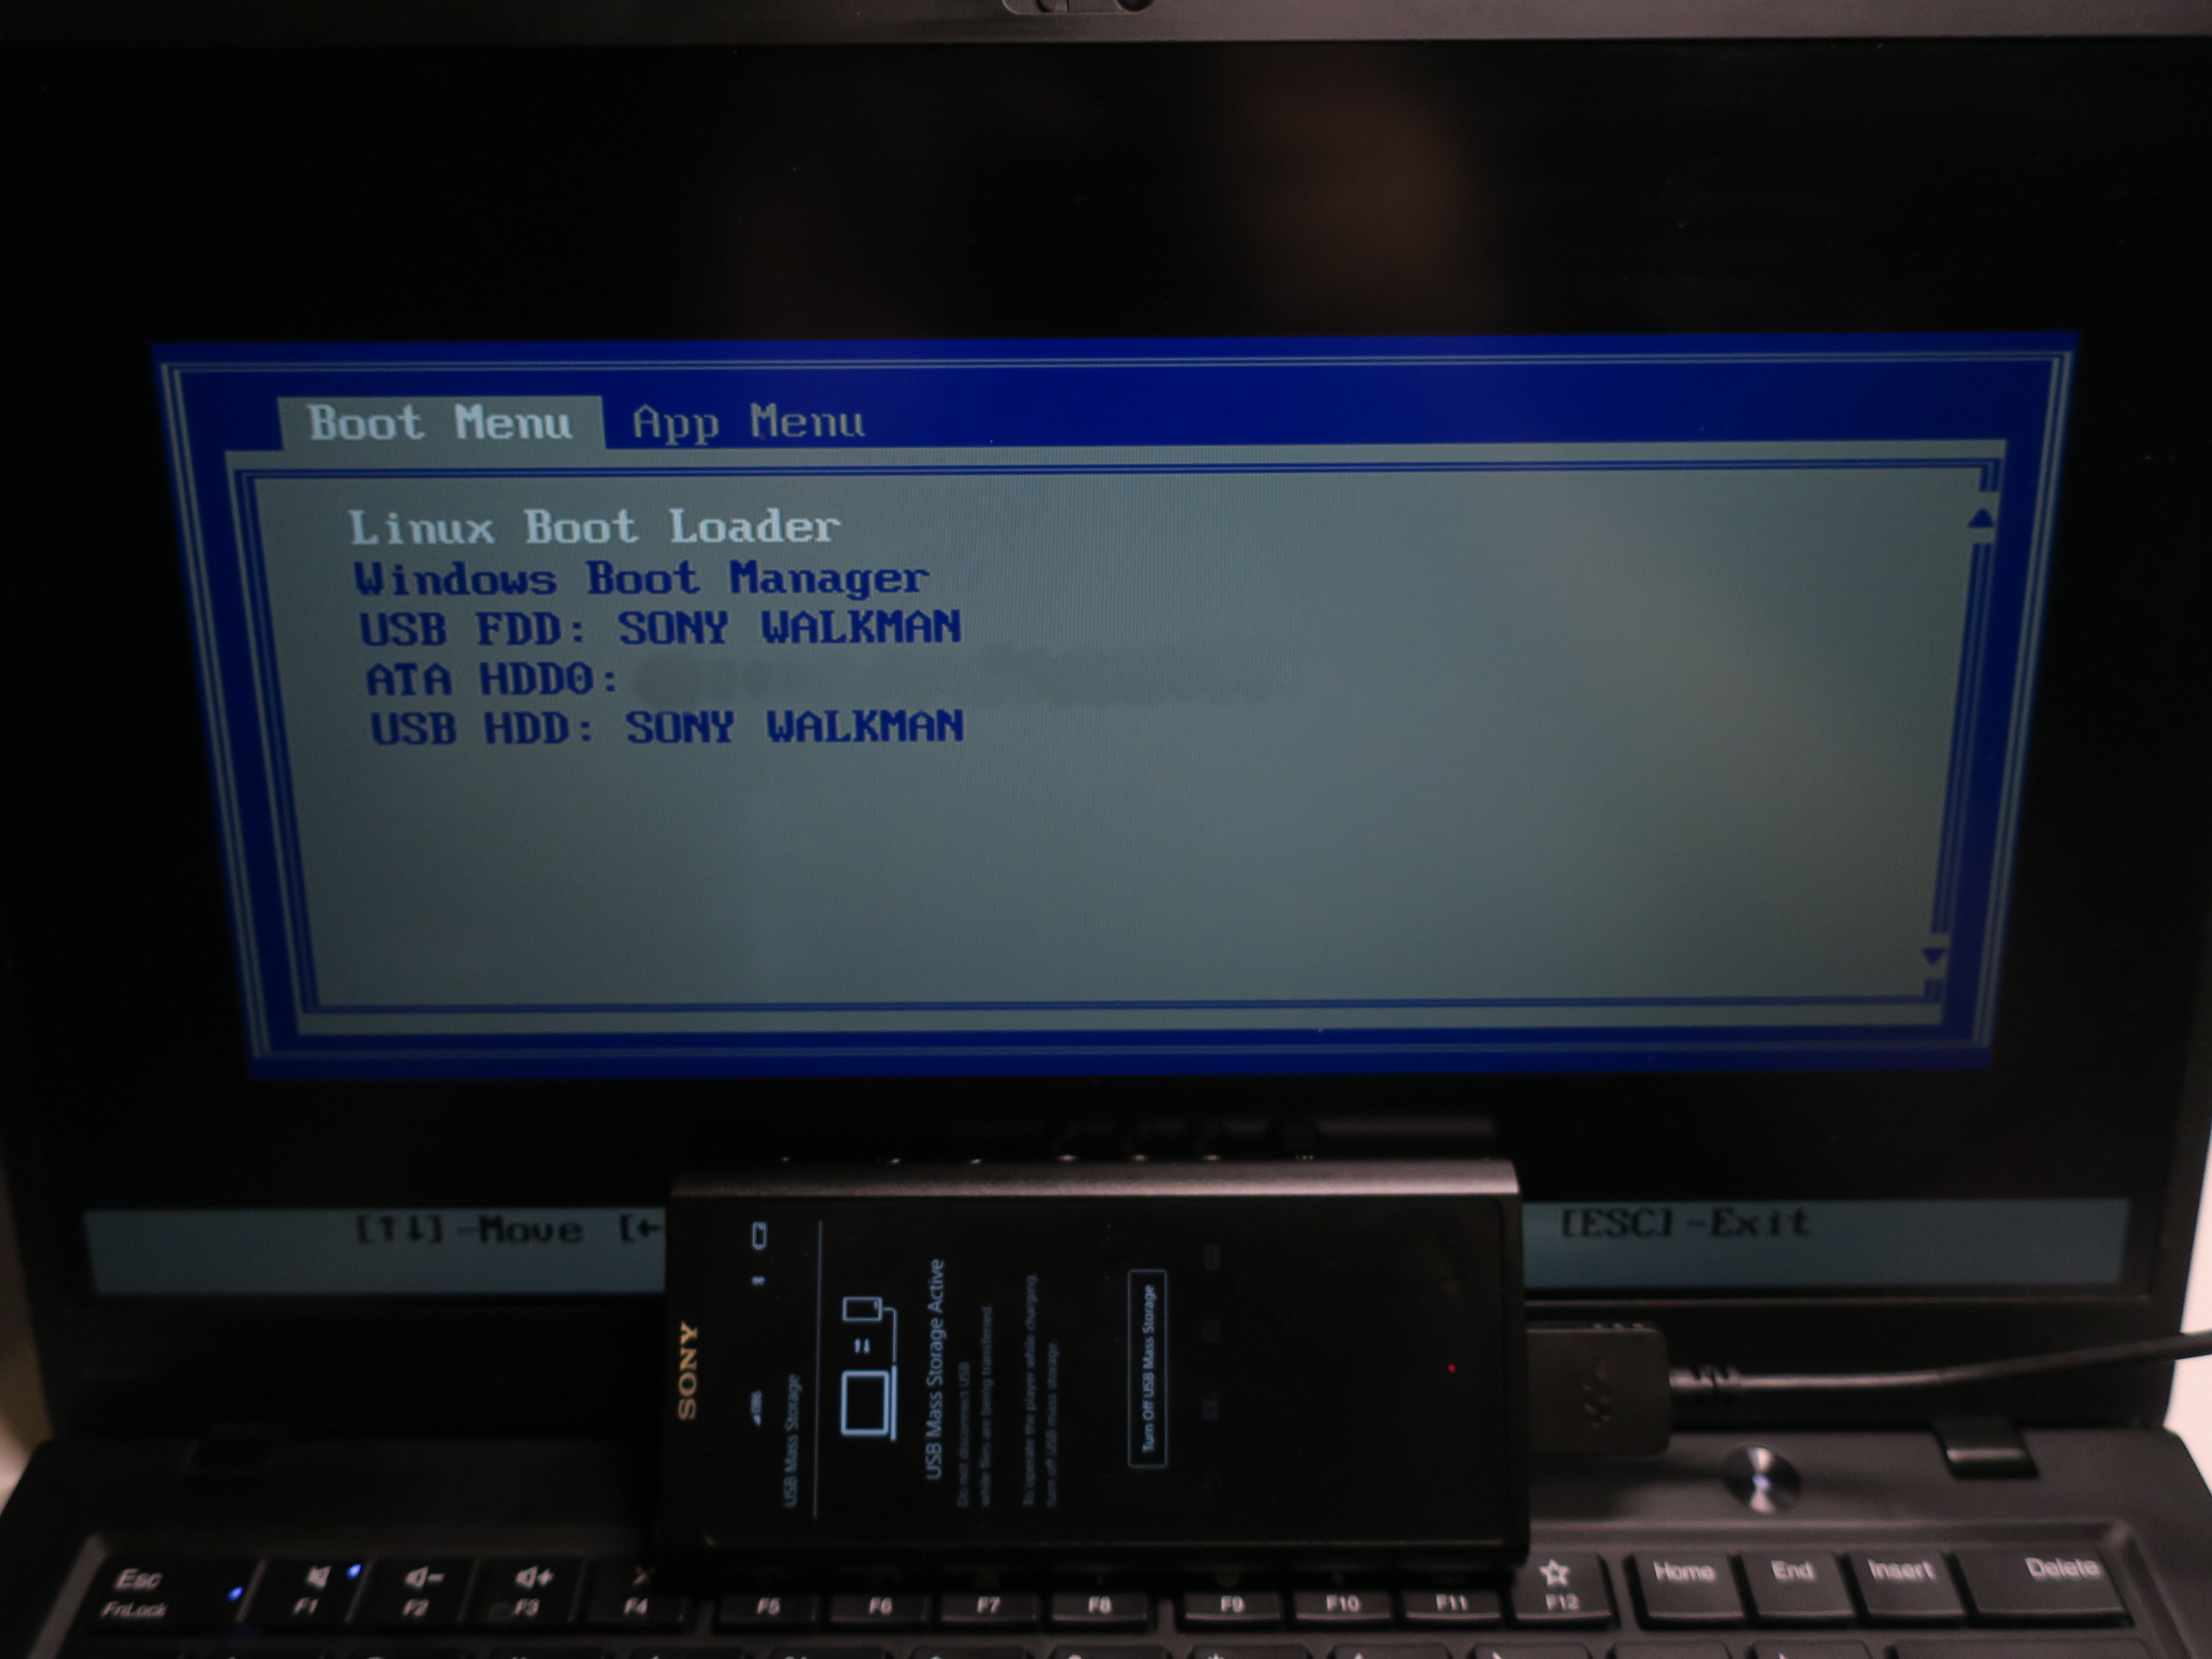 Boot Menu App Menu
Linux Boot Loader
Windows Boot Manager
USB FDD: SONY WALKMAN
ATA HDD0:
USB HDD: SONY WALKMAN
[↑↓]-Move [←
[ESC]-Exit
SONY
USB Mass Storage
USB Mass Storage Active
Do not disconnect USB
while files are being transferred.
To operate the player while charging,
turn off USB mass storage.
Turn Off USB Mass Storage
Esc
FnLock
F1
F2
F3
F4
F5
F6
F7
F8
F9
F10
F11
F12
Home
End
Insert
Delete